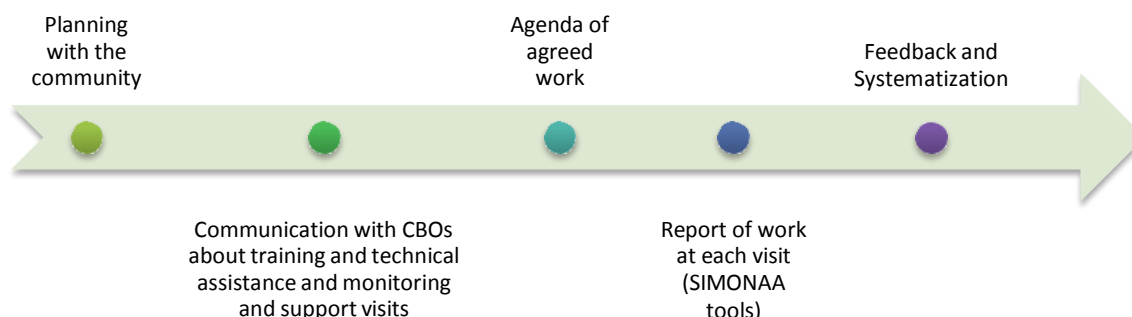 Planning
with the
community
Communication with CBOs
about training and technical
assistance and monitoring
and support visits
Agenda of
agreed
work
Report of work
at each visit
(SIMONAA
tools)
Feedback and
Systematization